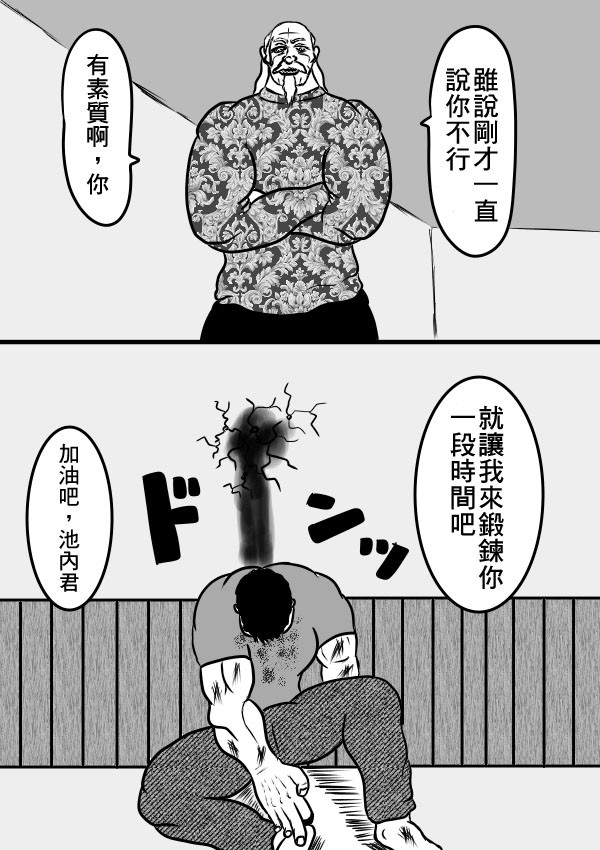 雖說剛才一直
說你不行
有素質啊，你
就讓我來鍛鍊你
一段時間吧
ドンッ
加油吧，池內君